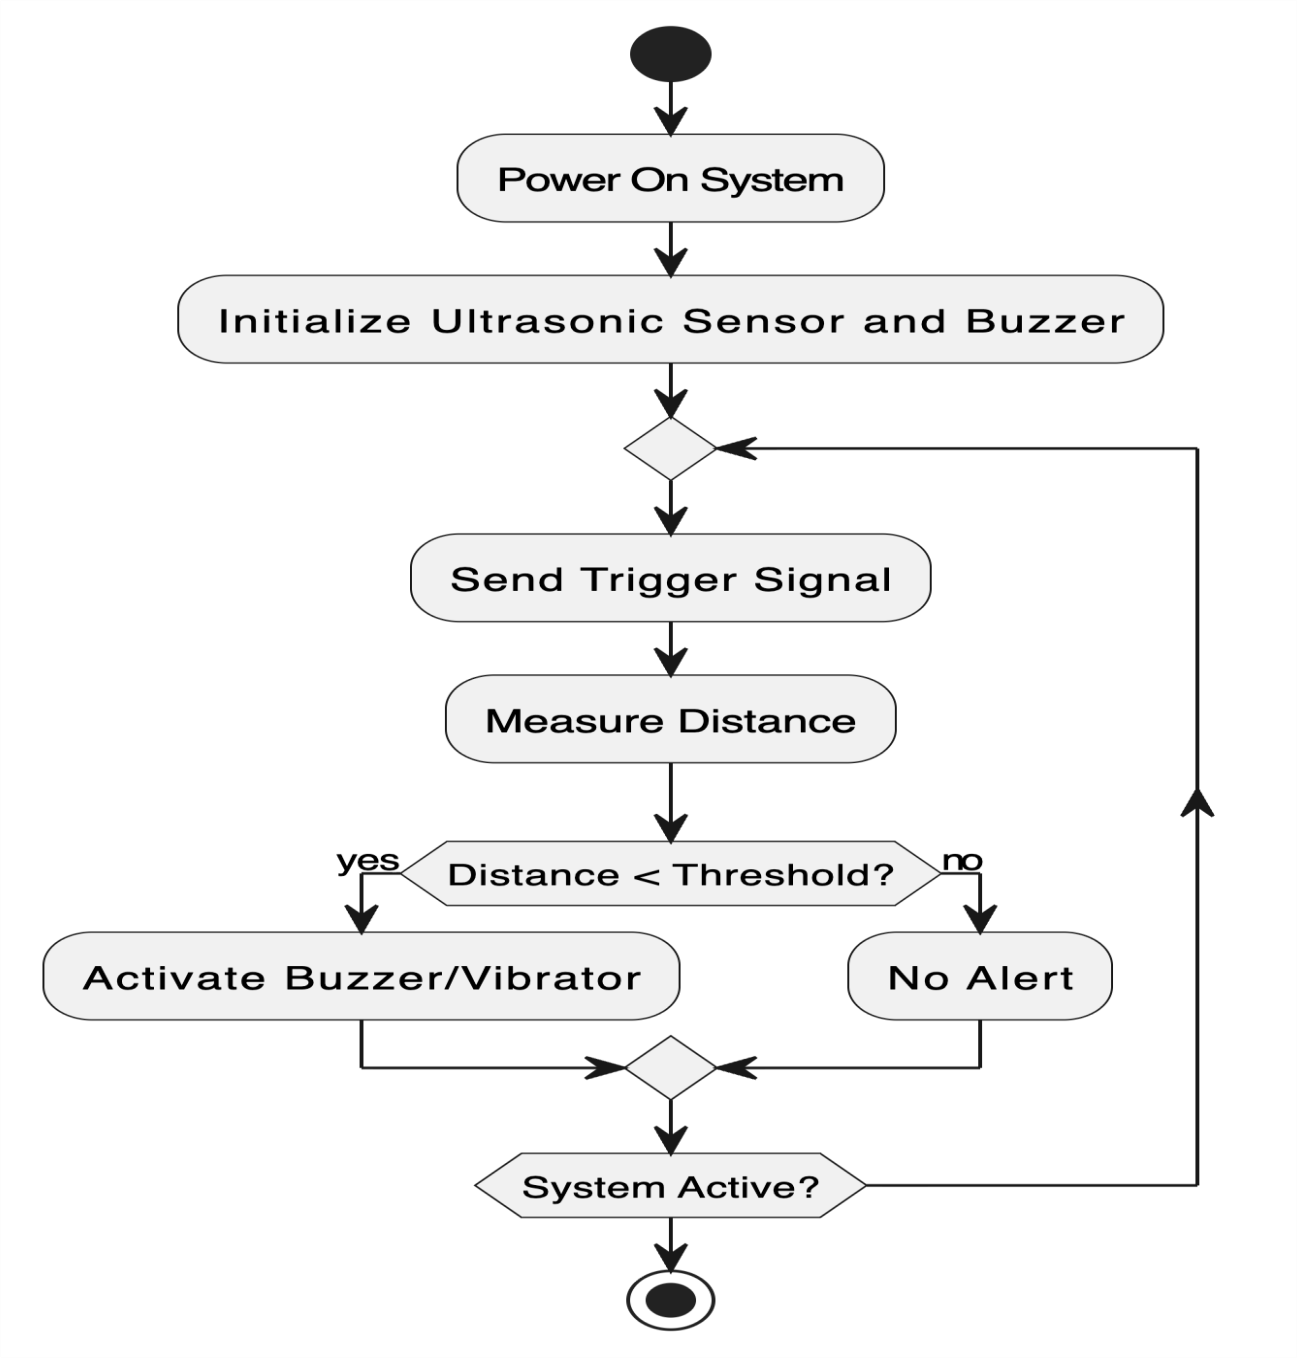 Power On System
Initialize Ultrasonic Sensor and Buzzer
Send Trigger Signal
Measure Distance
yes
Distance < Threshold?
no
Activate Buzzer/Vibrator
No Alert
System Active?